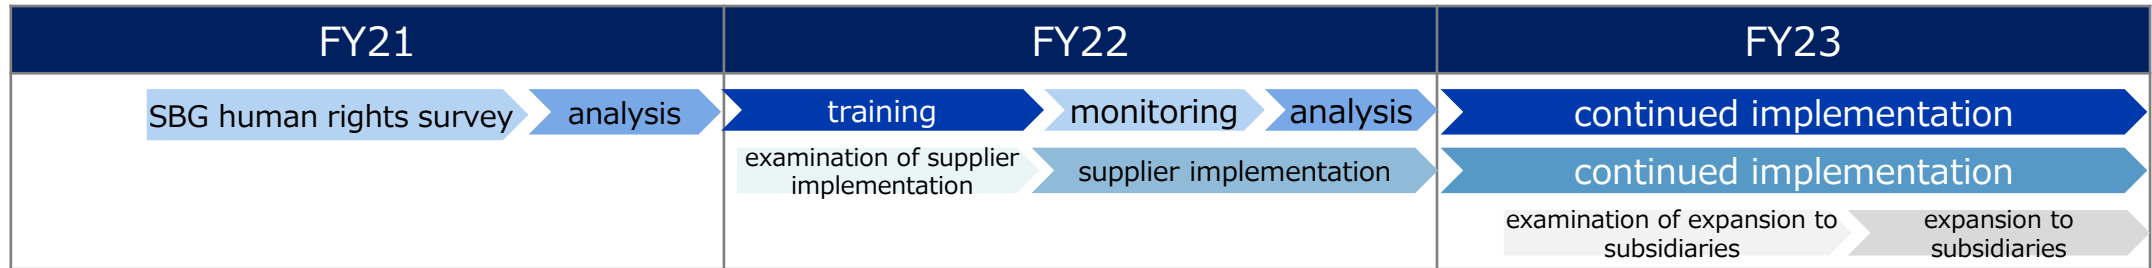 FY21
FY22
FY23
SBG human rights survey
analysis
training
monitoring
analysis
continued implementation
examination of supplier
implementation
supplier implementation
continued implementation
examination of expansion to
subsidiaries
expansion to
subsidiaries